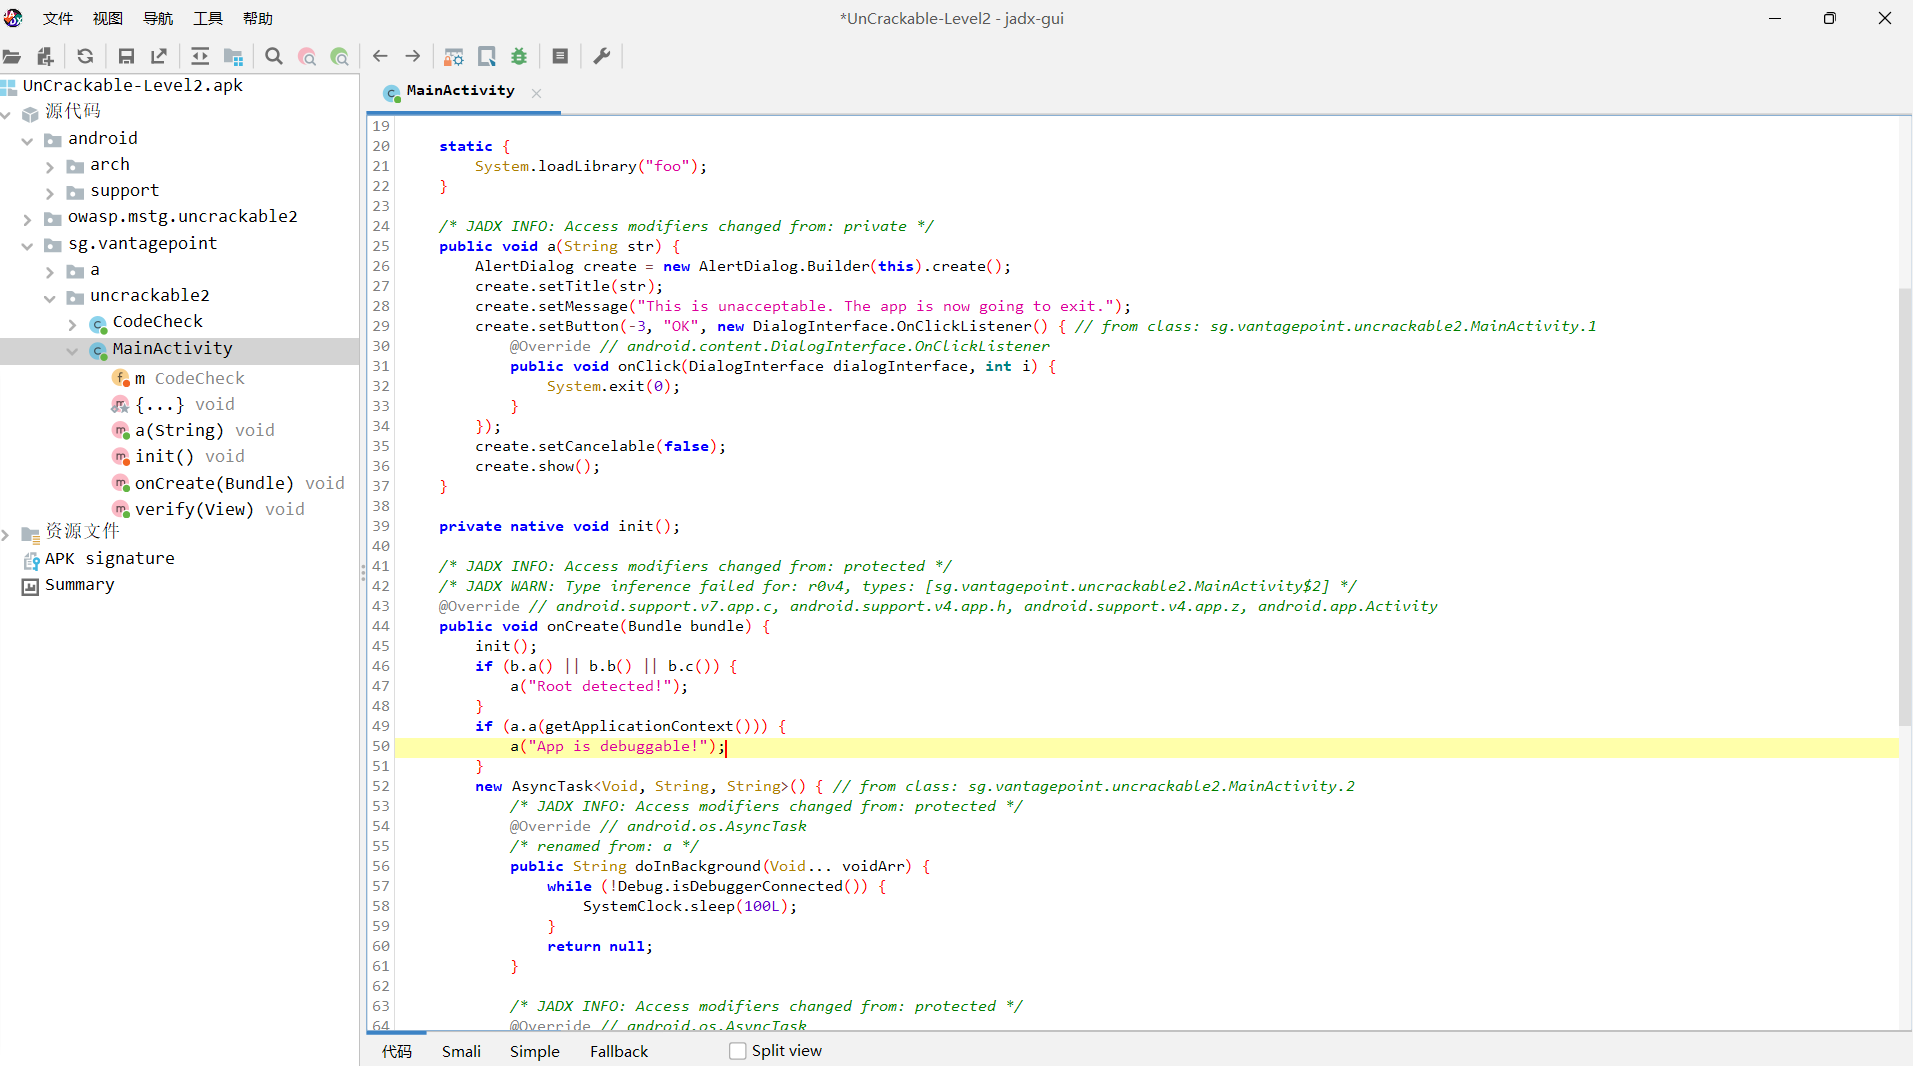 文件 视图 导航 工具 帮助
*UnCrackable-Level2 - jadx-gui
UnCrackable-Level2.apk
源代码
android
arch
support
owasp.mstg.uncrackable2
sg.vantagepoint
a
uncrackable2
CodeCheck
MainActivity
m CodeCheck
{...} void
a(String) void
init() void
onCreate(Bundle) void
verify(View) void
资源文件
APK signature
Summary
MainActivity
19
20 static {
21 System.loadLibrary("foo");
22 }
23
24 /* JADX INFO: Access modifiers changed from: private */
25 public void a(String str) {
26 AlertDialog create = new AlertDialog.Builder(this).create();
27 create.setTitle(str);
28 create.setMessage("This is unacceptable. The app is now going to exit.");
29 create.setButton(-3, "OK", new DialogInterface.OnClickListener() { // from class: sg.vantagepoint.uncrackable2.MainActivity.1
30 @Override // android.content.DialogInterface.OnClickListener
31 public void onClick(DialogInterface dialogInterface, int i) {
32 System.exit(0);
33 }
34 });
35 create.setCancelable(false);
36 create.show();
37 }
38
39 private native void init();
40
41 /* JADX INFO: Access modifiers changed from: protected */
42 /* JADX WARN: Type inference failed for: r0v4, types: [sg.vantagepoint.uncrackable2.MainActivity$2] */
43 @Override // android.support.v7.app.c, android.support.v4.app.h, android.support.v4.app.z, android.app.Activity
44 public void onCreate(Bundle bundle) {
45 init();
46 if (b.a() || b.b() || b.c()) {
47 a("Root detected!");
48 }
49 if (a.a(getApplicationContext())) {
50 a("App is debuggable!");
51 }
52 new AsyncTask<Void, String, String>() { // from class: sg.vantagepoint.uncrackable2.MainActivity.2
53 /* JADX INFO: Access modifiers changed from: protected */
54 @Override // android.os.AsyncTask
55 /* renamed from: a */
56 public String doInBackground(Void... voidArr) {
57 while (!Debug.isDebuggerConnected()) {
58 SystemClock.sleep(100L);
59 }
60 return null;
61 }
62
63 /* JADX INFO: Access modifiers changed from: protected */
64 @Override // android.os.AsyncTask
代码 Smali Simple Fallback Split view